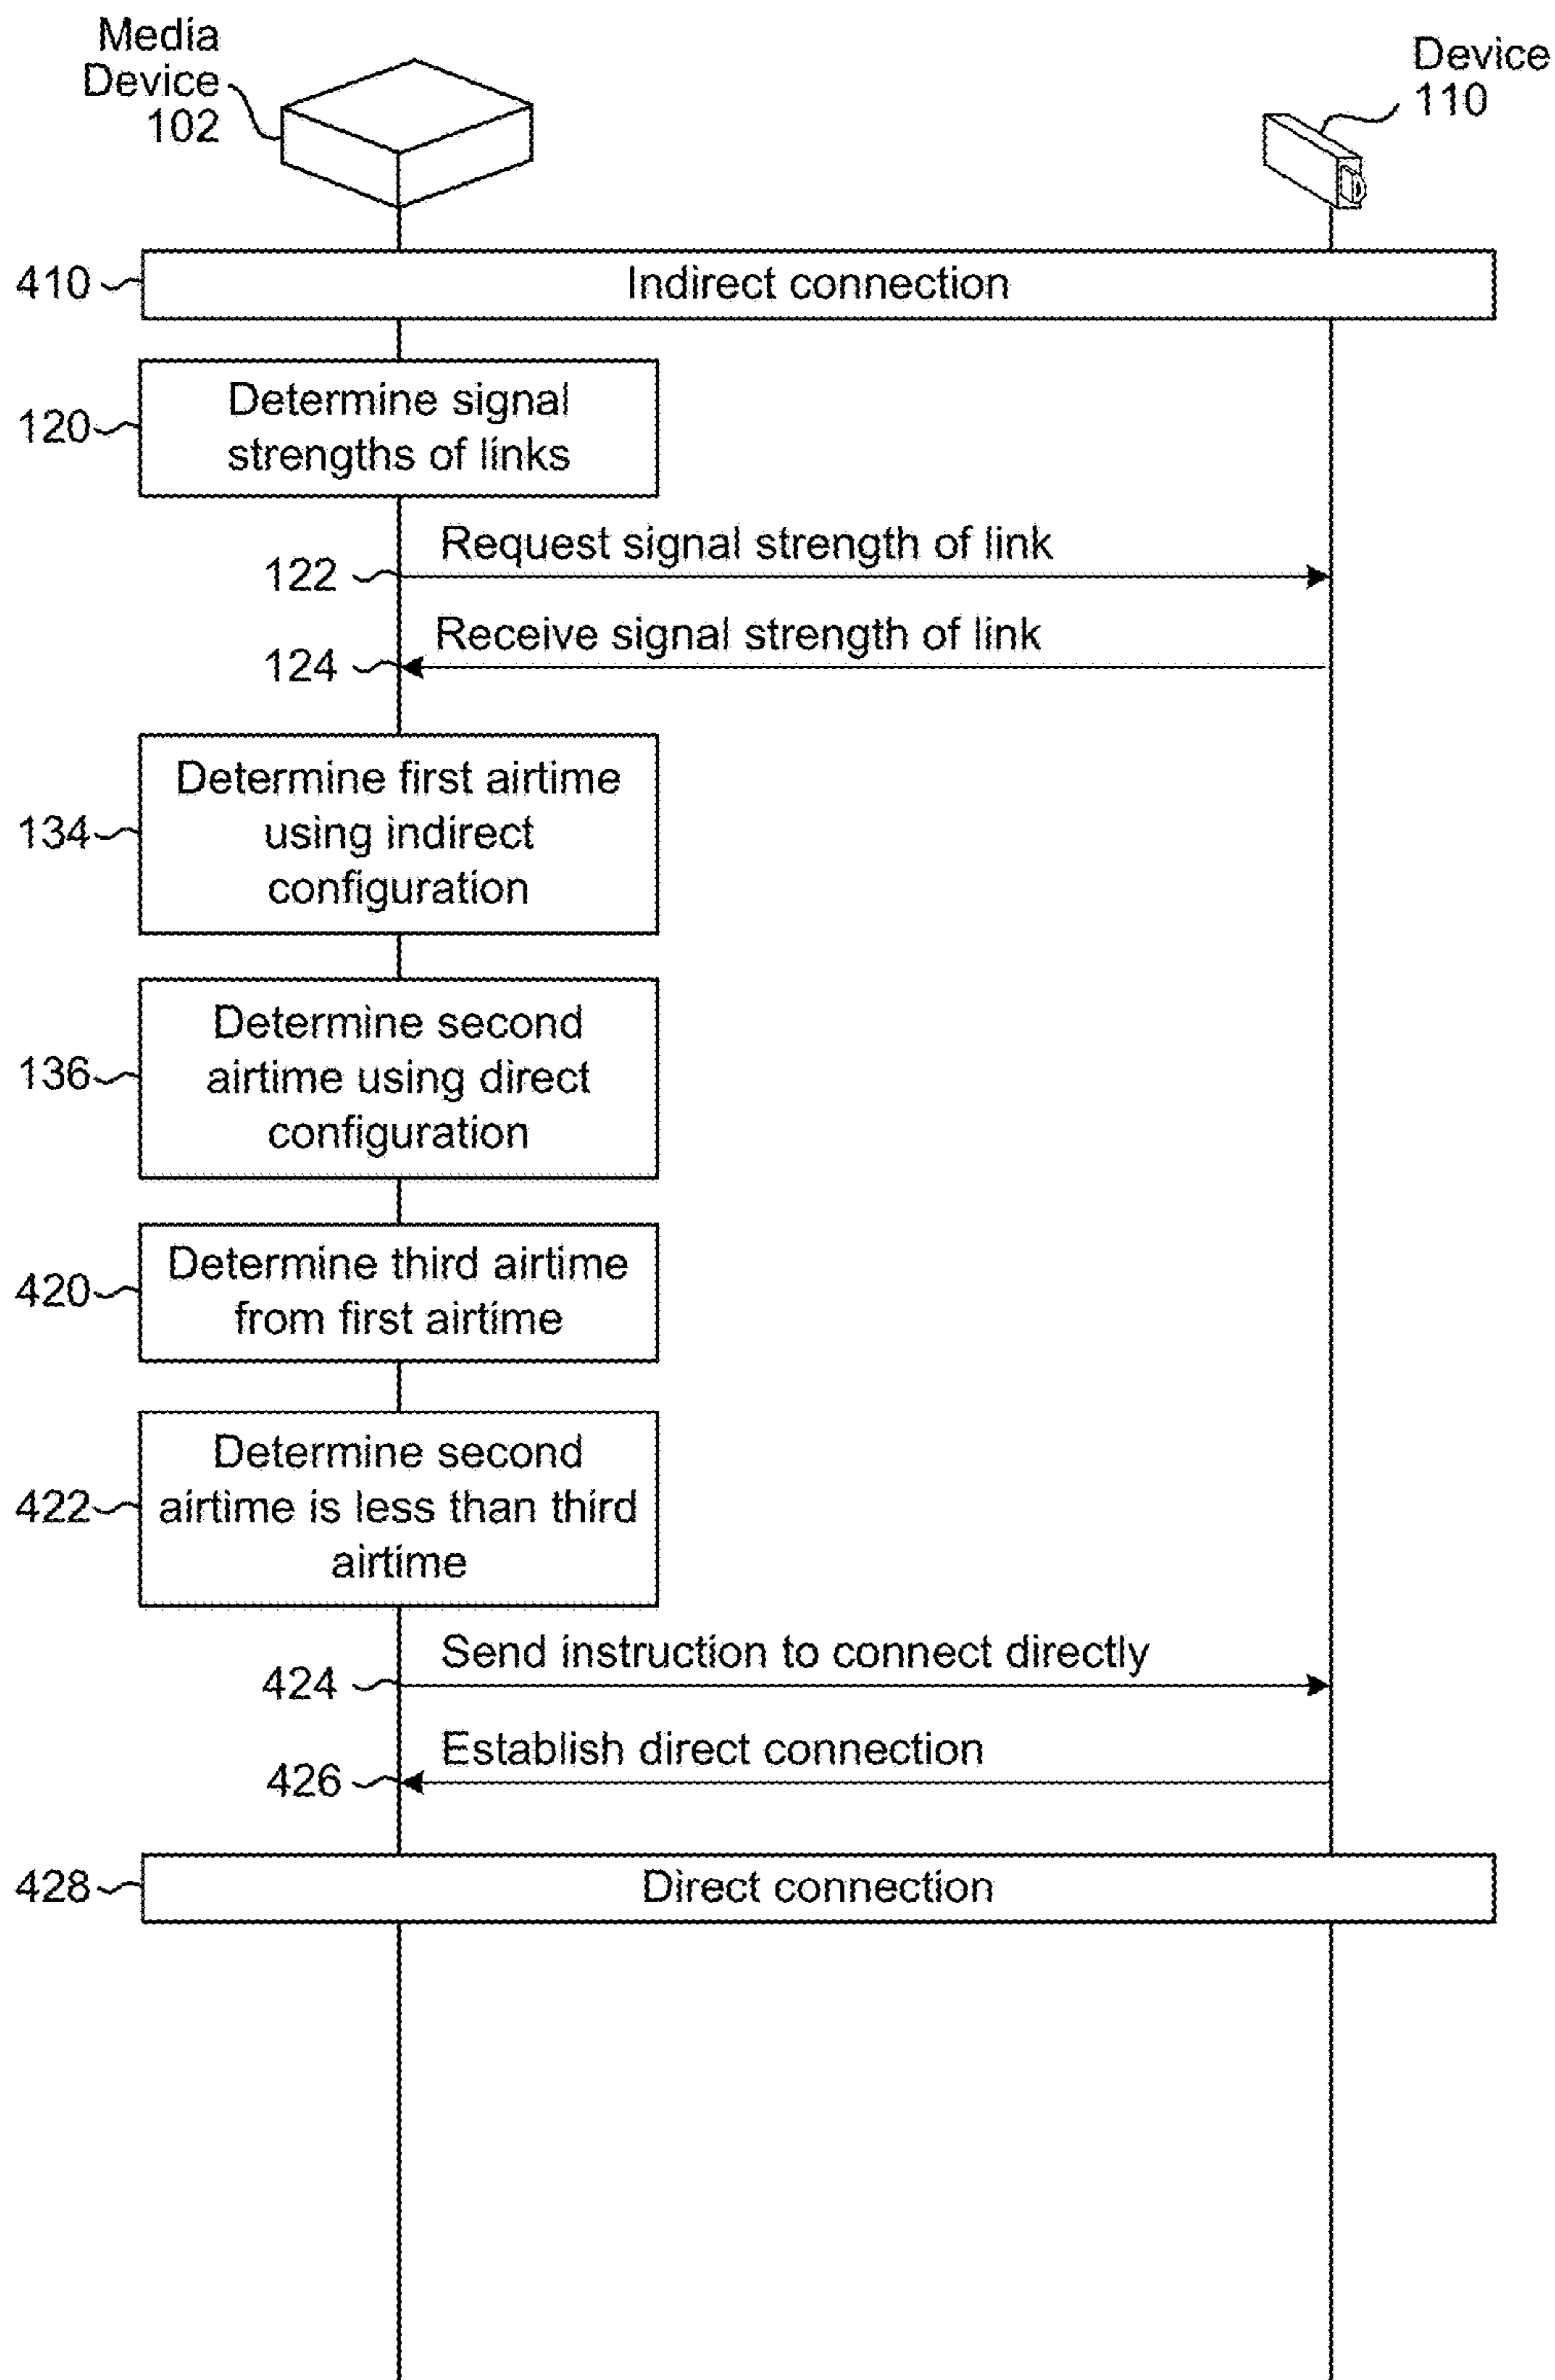 Media
Device
102
Device
110
410
Indirect connection
120
Determine signal
strengths of links
Request signal strength of link
122
Receive signal strength of link
124
134
Determine first airtime
using indirect
configuration
136
Determine second
airtime using direct
configuration
420
Determine third airtime
from first airtime
422
Determine second
airtime is less than third
airtime
Send instruction to connect directly
424
Establish direct connection
426
428
Direct connection